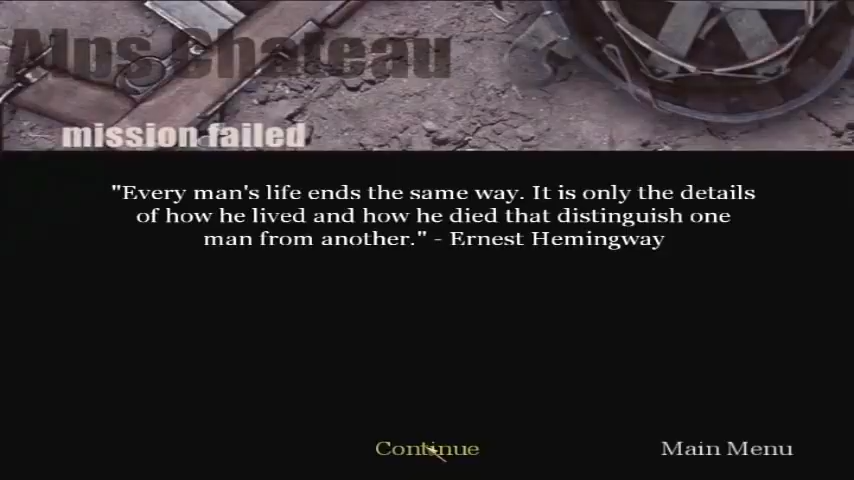 Alps Chateau
mission failed
"Every man's life ends the same way. It is only the details
of how he lived and how he died that distinguish one
man from another." - Ernest Hemingway
Continue
Main Menu